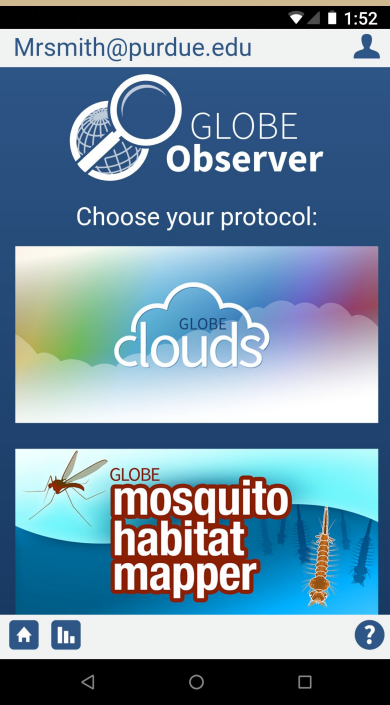 1:52
Mrsmith@purdue.edu
GLOBE
Observer
Choose your protocol:
GLOBE
clouds
GLOBE
mosquito
habitat
mapper
?